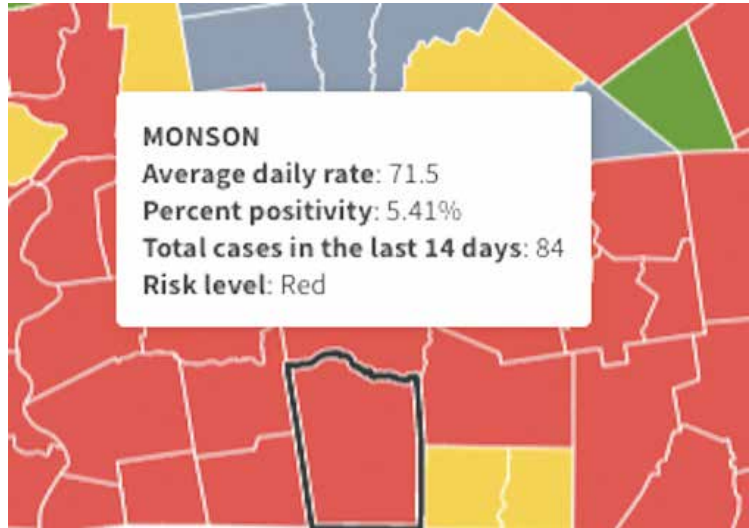 MONSON
Average daily rate: 71.5
Percent positivity: 5.41%
Total cases in the last 14 days: 84
Risk level: Red